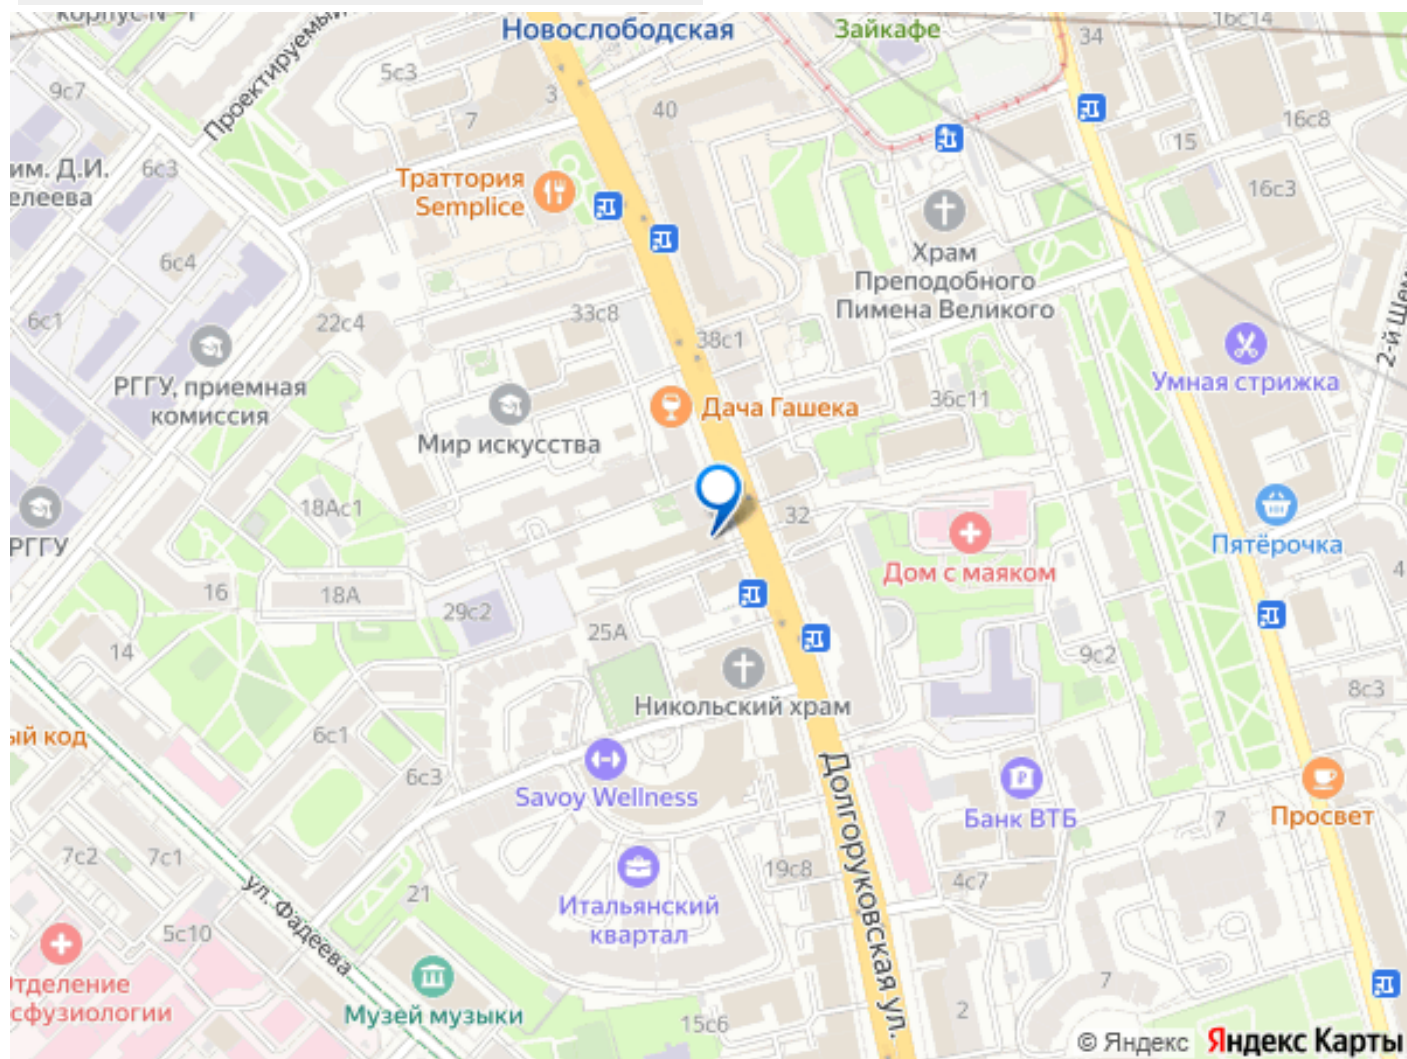 Новослободская
Зайкафе
16с14
34
5с3
9с7
3
7
40
Проектируемый
16с8
15
им. Д.И.
6с3
Траттория
Semplice
16с3
6с4
Храм
Преподобного
Пимена Великого
2-й Щем
6с1
22с4
33с8
38с1
РГГУ, приемная
комиссия
Умная стрижка
Дача Гашека
36с11
Мир искусства
18Ас1
32
РГГУ
Пятёрочка
Дом с маяком
4
16
18А
29с2
25А
14
9с2
8с3
Никольский храм
ый код
6с1
6с3
Savoy Wellness
Долгоруковская ул.
Банк ВТБ
7
Просвет
7с2
7с1
19с8
4с7
ул. Фадеева
21
Итальянский
квартал
5с10
7
тделение
сфузиологии
Музей музыки
15с6
2
© Яндекс Яндекс Карты